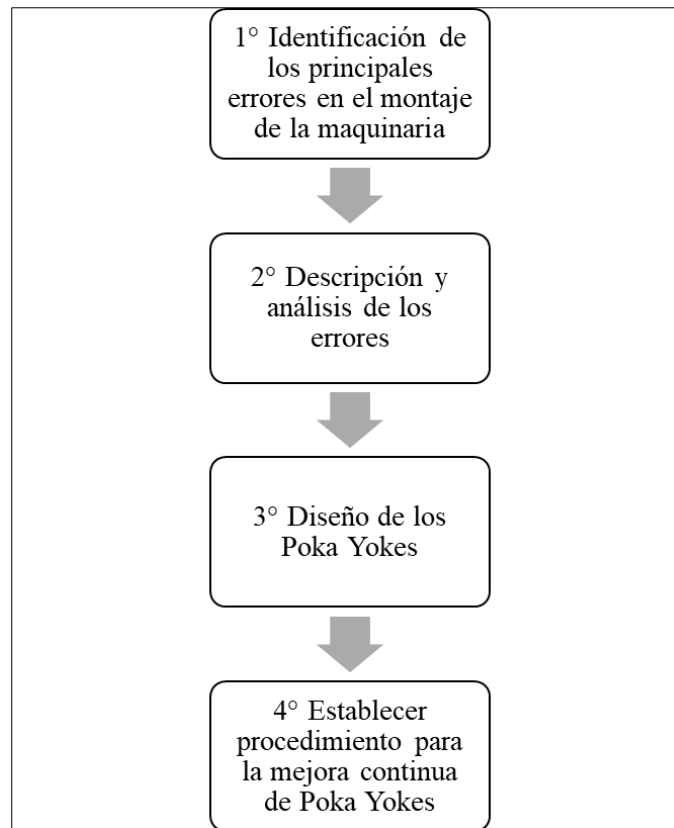 1° Identificación de
los principales
errores en el montaje
de la maquinaria
2° Descripción y
análisis de los
errores
3° Diseño de los
Poka Yokes
4° Establecer
procedimiento para
la mejora continua
de Poka Yokes